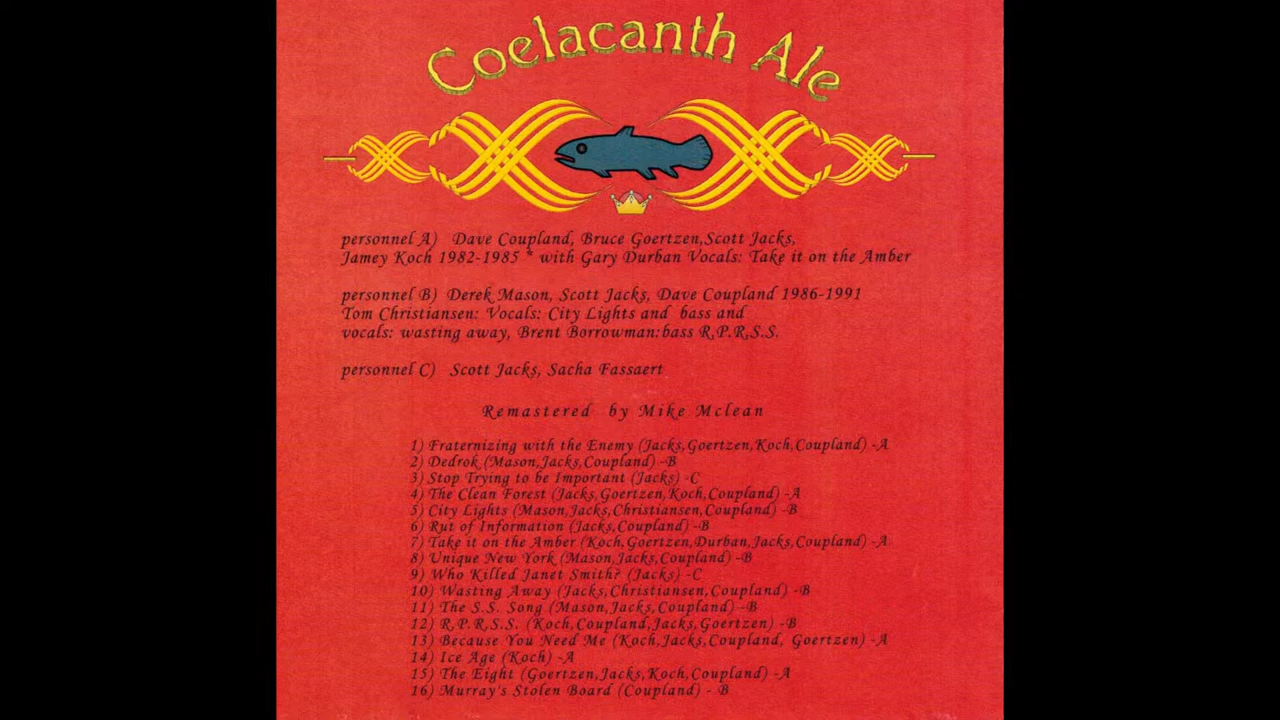 Coelacanth Ale
personnel A) Dave Coupland, Bruce Goertzen,Scott Jacks,
Jamey Koch 1982-1985 * with Gary Durban Vocals: Take it on the Amber
personnel B) Derek Mason, Scott Jacks, Dave Coupland 1986-1991
Tom Christiansen: Vocals: City Lights and bass and
vocals: wasting away, Brent Borrowman:bass R.P.R.S.S.
personnel C) Scott Jacks, Sacha Fassaert
Remastered by Mike Mclean
1) Fraternizing with the Enemy (Jacks,Goertzen,Koch,Coupland) -A
2) Dedrok (Mason,Jacks,Coupland) -B
3) Stop Trying to be Important (Jacks) -C
4) The Clean Forest (Jacks,Goertzen,Koch,Coupland) -A
5) City Lights (Mason,Jacks,Christiansen,Coupland) -B
6) Rut of Information (Jacks,Coupland) -B
7) Take it on the Amber (Koch,Goertzen,Durban,Jacks,Coupland) -A
8) Unique New York (Mason,Jacks,Coupland) -B
9) Who Killed Janet Smith? (Jacks) -C
10) Wasting Away (Jacks,Christiansen,Coupland) -B
11) The S.S. Song (Mason,Jacks,Coupland) -B
12) R.P.R.S.S. (Koch,Coupland,Jacks,Goertzen) -B
13) Because You Need Me (Koch,Jacks,Coupland, Goertzen) -A
14) Ice Age (Koch) -A
15) The Eight (Goertzen,Jacks,Koch,Coupland) -A
16) Murray's Stolen Board (Coupland) - B